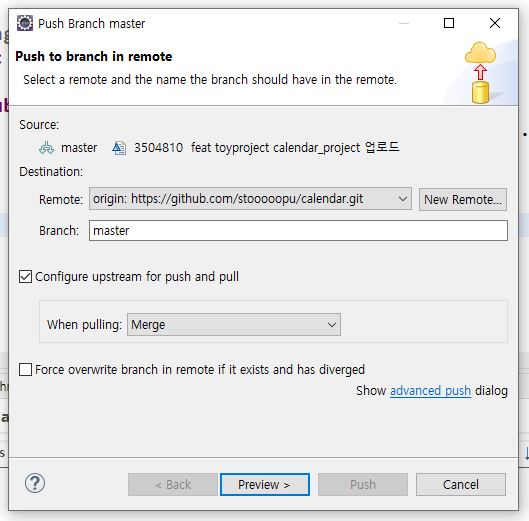 Push Branch master
Push to branch in remote
Select a remote and the name the branch should have in the remote.
Source:
master 3504810 feat toyproject calendar_project 업로드
Destination:
Remote: origin: https://github.com/stooooopu/calendar.git New Remote...
Branch: master
Configure upstream for push and pull
When pulling: Merge
Force overwrite branch in remote if it exists and has diverged
Show advanced push dialog
< Back Preview > Push Cancel